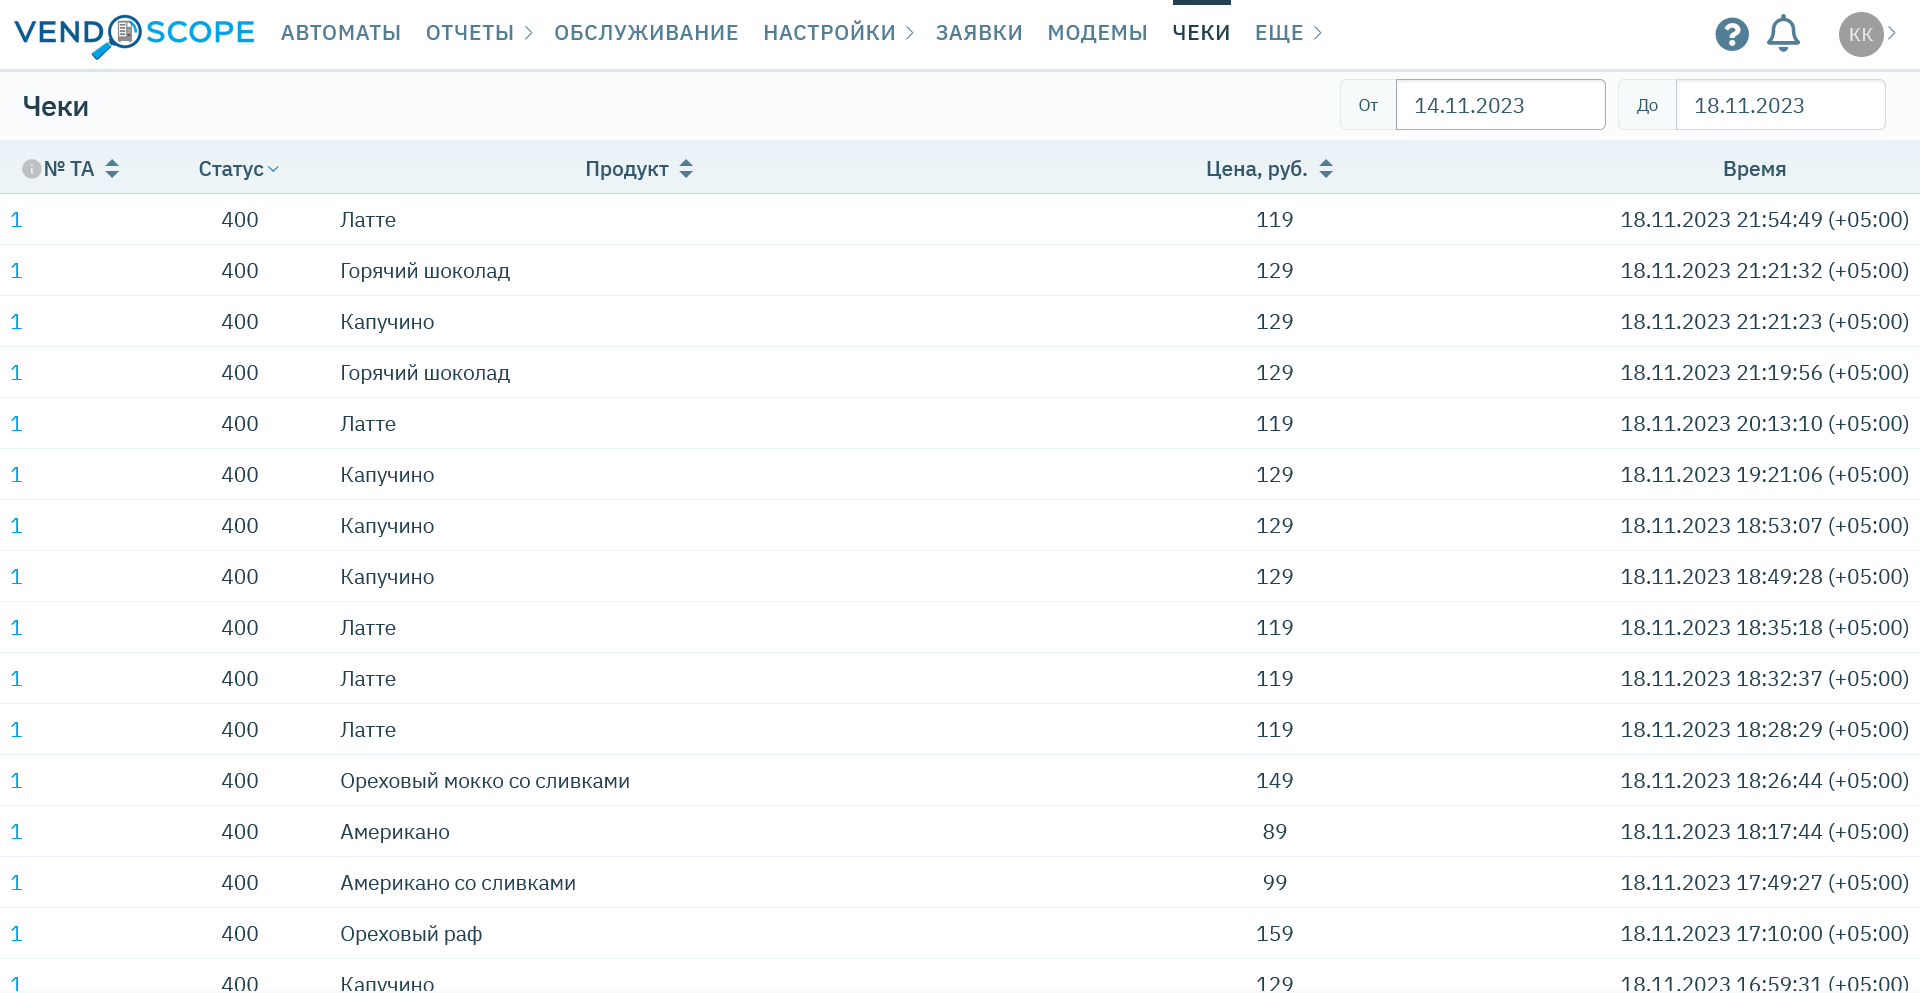 VENDSCOPE АВТОМАТЫ ОТЧЕТЫ ОБСЛУЖИВАНИЕ НАСТРОЙКИ ЗАЯВКИ МОДЕМЫ ЧЕКИ ЕЩЕ ? КК
Чеки От 14.11.2023 До 18.11.2023
i № ТА Статус Продукт Цена, руб. Время
1 400 Латте 119 18.11.2023 21:54:49 (+05:00)
1 400 Горячий шоколад 129 18.11.2023 21:21:32 (+05:00)
1 400 Капучино 129 18.11.2023 21:21:23 (+05:00)
1 400 Горячий шоколад 129 18.11.2023 21:19:56 (+05:00)
1 400 Латте 119 18.11.2023 20:13:10 (+05:00)
1 400 Капучино 129 18.11.2023 19:21:06 (+05:00)
1 400 Капучино 129 18.11.2023 18:53:07 (+05:00)
1 400 Капучино 129 18.11.2023 18:49:28 (+05:00)
1 400 Латте 119 18.11.2023 18:35:18 (+05:00)
1 400 Латте 119 18.11.2023 18:32:37 (+05:00)
1 400 Латте 119 18.11.2023 18:28:29 (+05:00)
1 400 Ореховый мокко со сливками 149 18.11.2023 18:26:44 (+05:00)
1 400 Американо 89 18.11.2023 18:17:44 (+05:00)
1 400 Американо со сливками 99 18.11.2023 17:49:27 (+05:00)
1 400 Ореховый раф 159 18.11.2023 17:10:00 (+05:00)
1 400 Капучино 129 18.11.2023 16:59:31 (+05:00)